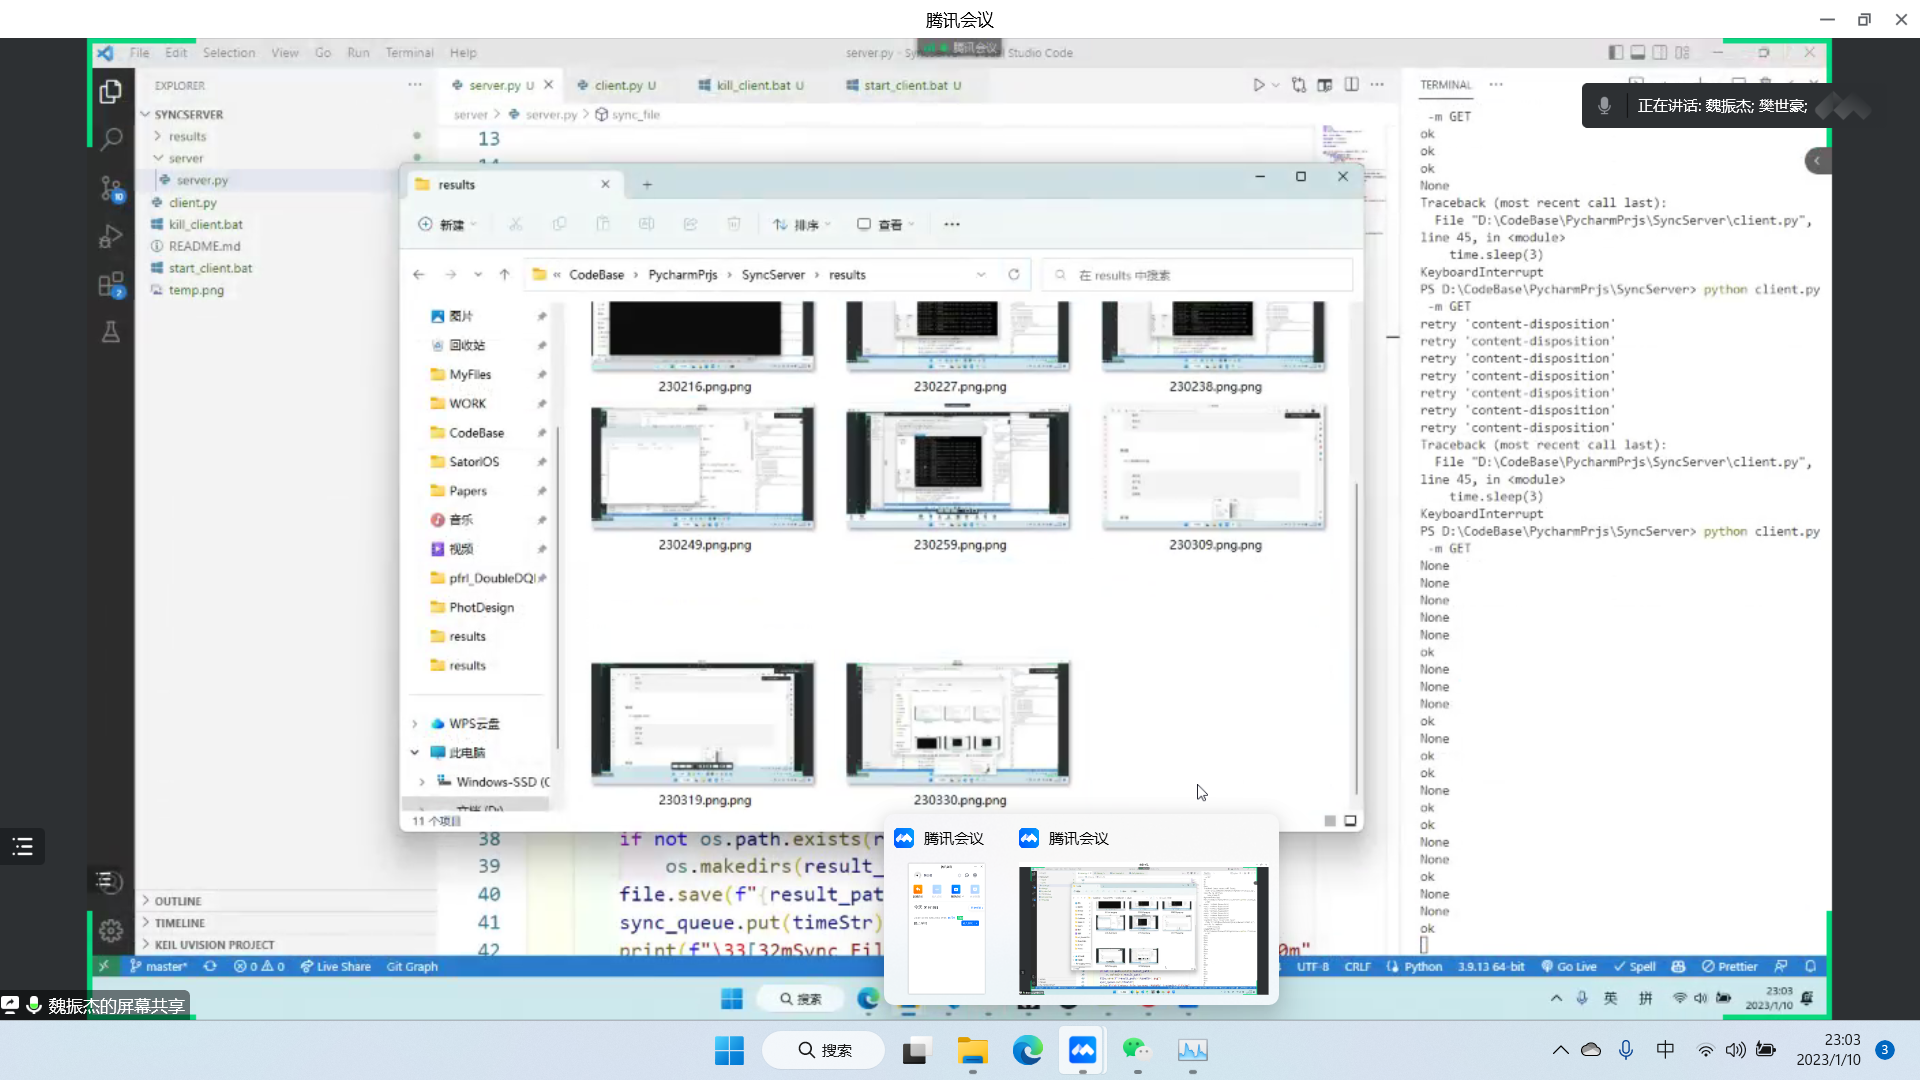 腾讯会议
File Edit Selection View Go Run Terminal Help
腾讯会议
Studio Code
EXPLORER
SYNCSERVER
results
server
server.py
client.py
kill_client.bat
README.md
start_client.bat
temp.png
OUTLINE
TIMELINE
KEIL UVISION PROJECT
server.py U
client.py U
kill_client.bat U
start_client.bat U
server > server.py > sync_file
13
results
新建
排序
查看
CodeBase > PycharmPrjs > SyncServer > results
在 results 中搜索
图片
回收站
MyFiles
WORK
CodeBase
SatorIOS
Papers
音乐
视频
pfrl_DoubleDQ
PhotDesign
results
results
WPS云盘
此电脑
Windows-SSD (C
230216.png.png
230227.png.png
230238.png.png
230249.png.png
230259.png.png
230309.png.png
230319.png.png
230330.png.png
11 个项目
38 if not os.path.exists(r
39 os.makedirs(result_
40 file.save(f"{result_pat
41 sync_queue.put(timeStr)
42 print(f"\33[32mSync Fil
0m"
TERMINAL
正在讲话: 魏振杰; 樊世豪;
-m GET
ok
ok
ok
None
Traceback (most recent call last):
File "D:\CodeBase\PycharmPrjs\SyncServer\client.py",
line 45, in <module>
time.sleep(3)
KeyboardInterrupt
PS D:\CodeBase\PycharmPrjs\SyncServer> python client.py
-m GET
retry 'content-disposition'
retry 'content-disposition'
retry 'content-disposition'
retry 'content-disposition'
retry 'content-disposition'
retry 'content-disposition'
retry 'content-disposition'
Traceback (most recent call last):
File "D:\CodeBase\PycharmPrjs\SyncServer\client.py",
line 45, in <module>
time.sleep(3)
KeyboardInterrupt
PS D:\CodeBase\PycharmPrjs\SyncServer> python client.py
-m GET
None
None
None
None
None
ok
None
None
None
ok
None
ok
ok
None
ok
ok
None
None
ok
None
None
ok
腾讯会议
腾讯会议
master*
0 0
Live Share
Git Graph
UTF-8
CRLF
Python
3.9.13 64-bit
Go Live
Spell
Prettier
魏振杰的屏幕共享
搜索
英
拼
23:03
2023/1/10
搜索
中
23:03
2023/1/10
3